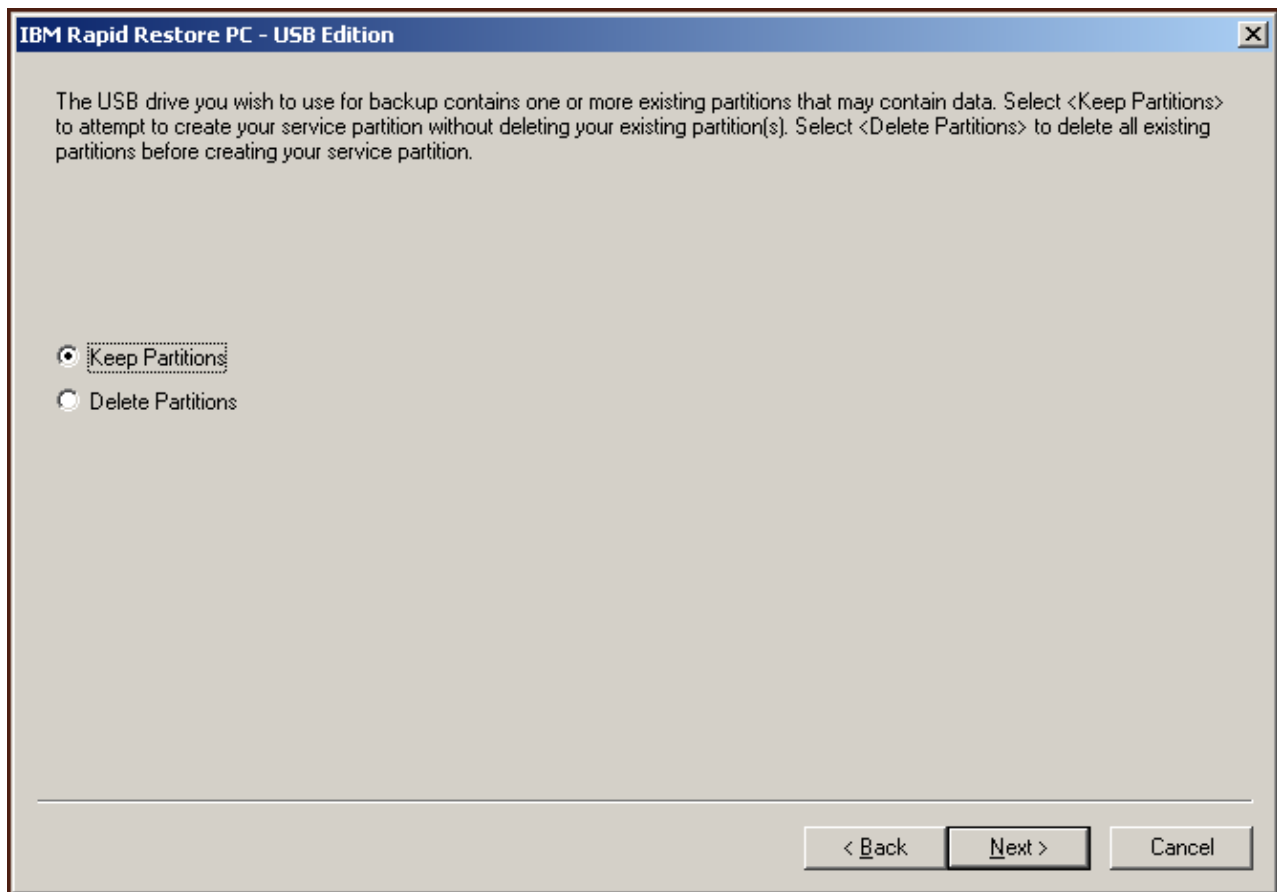 IBM Rapid Restore PC - USB Edition
The USB drive you wish to use for backup contains one or more existing partitions that may contain data. Select <Keep Partitions>
to attempt to create your service partition without deleting your existing partition(s). Select <Delete Partitions> to delete all existing
partitions before creating your service partition.
Keep Partitions
Delete Partitions
< Back Next > Cancel